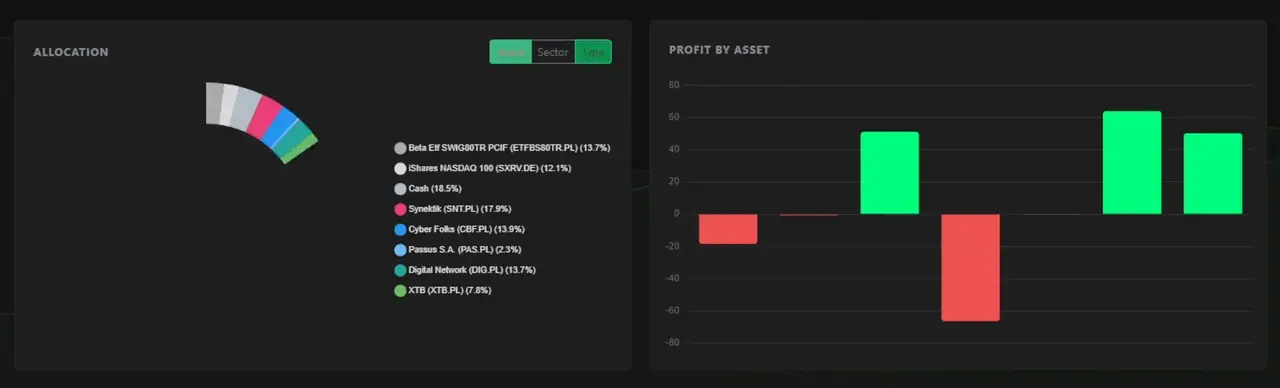 ALLOCATION
Sector
Beta Etf SWIG80TR PCIF (ETFBS80TR.PL) (13.7%)
iShares NASDAQ 100 (SXRV.DE) (12.1%)
Cash (18.5%)
Synektik (SNT.PL) (17.9%)
Cyber Folks (CBF.PL) (13.9%)
Passus S.A. (PAS.PL) (2.3%)
Digital Network (DIG.PL) (13.7%)
XTB (XTB.PL) (7.8%)
PROFIT BY ASSET
80
60
40
20
0
-20
-40
-60
-80